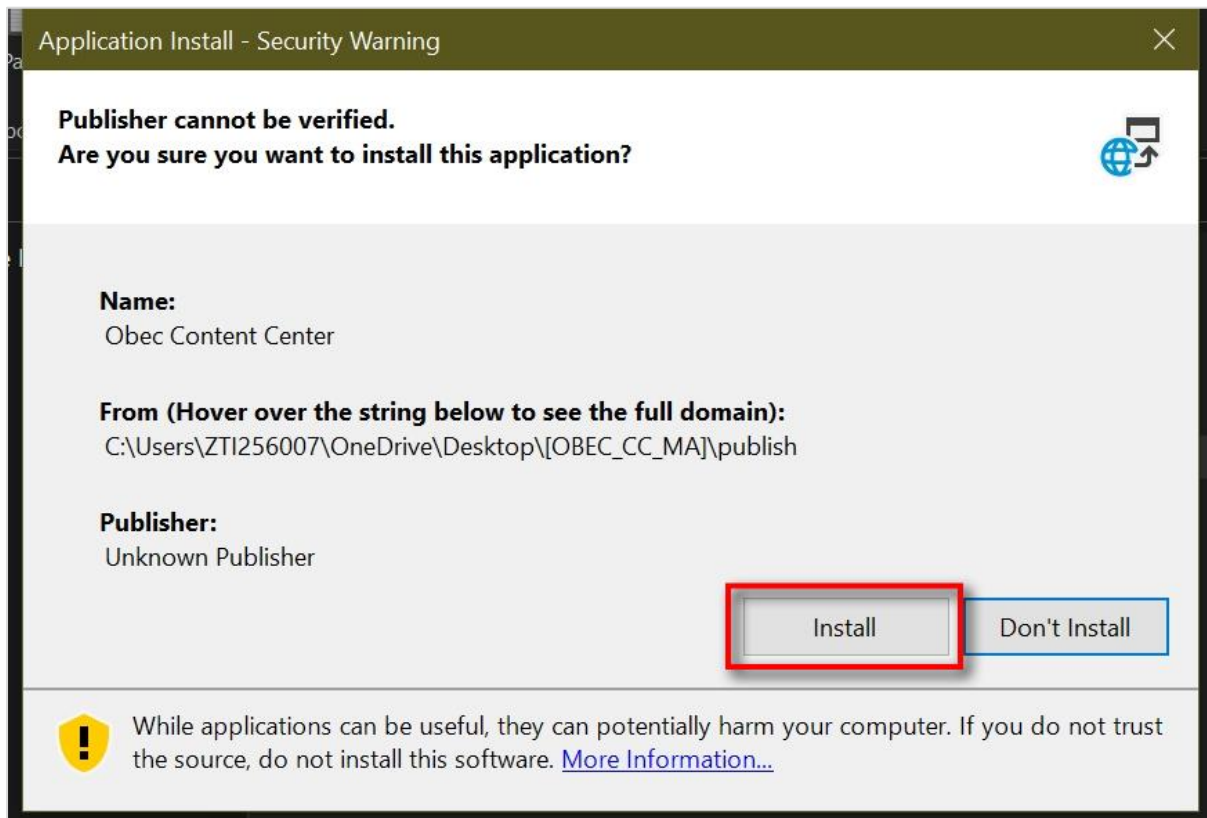 Application Install - Security Warning
Publisher cannot be verified.
Are you sure you want to install this application?
Name:
Obec Content Center
From (Hover over the string below to see the full domain):
C:\Users\ZTI256007\OneDrive\Desktop\[OBEC_CC_MA]\publish
Publisher:
Unknown Publisher
Install
Don't Install
While applications can be useful, they can potentially harm your computer. If you do not trust
the source, do not install this software. More Information...